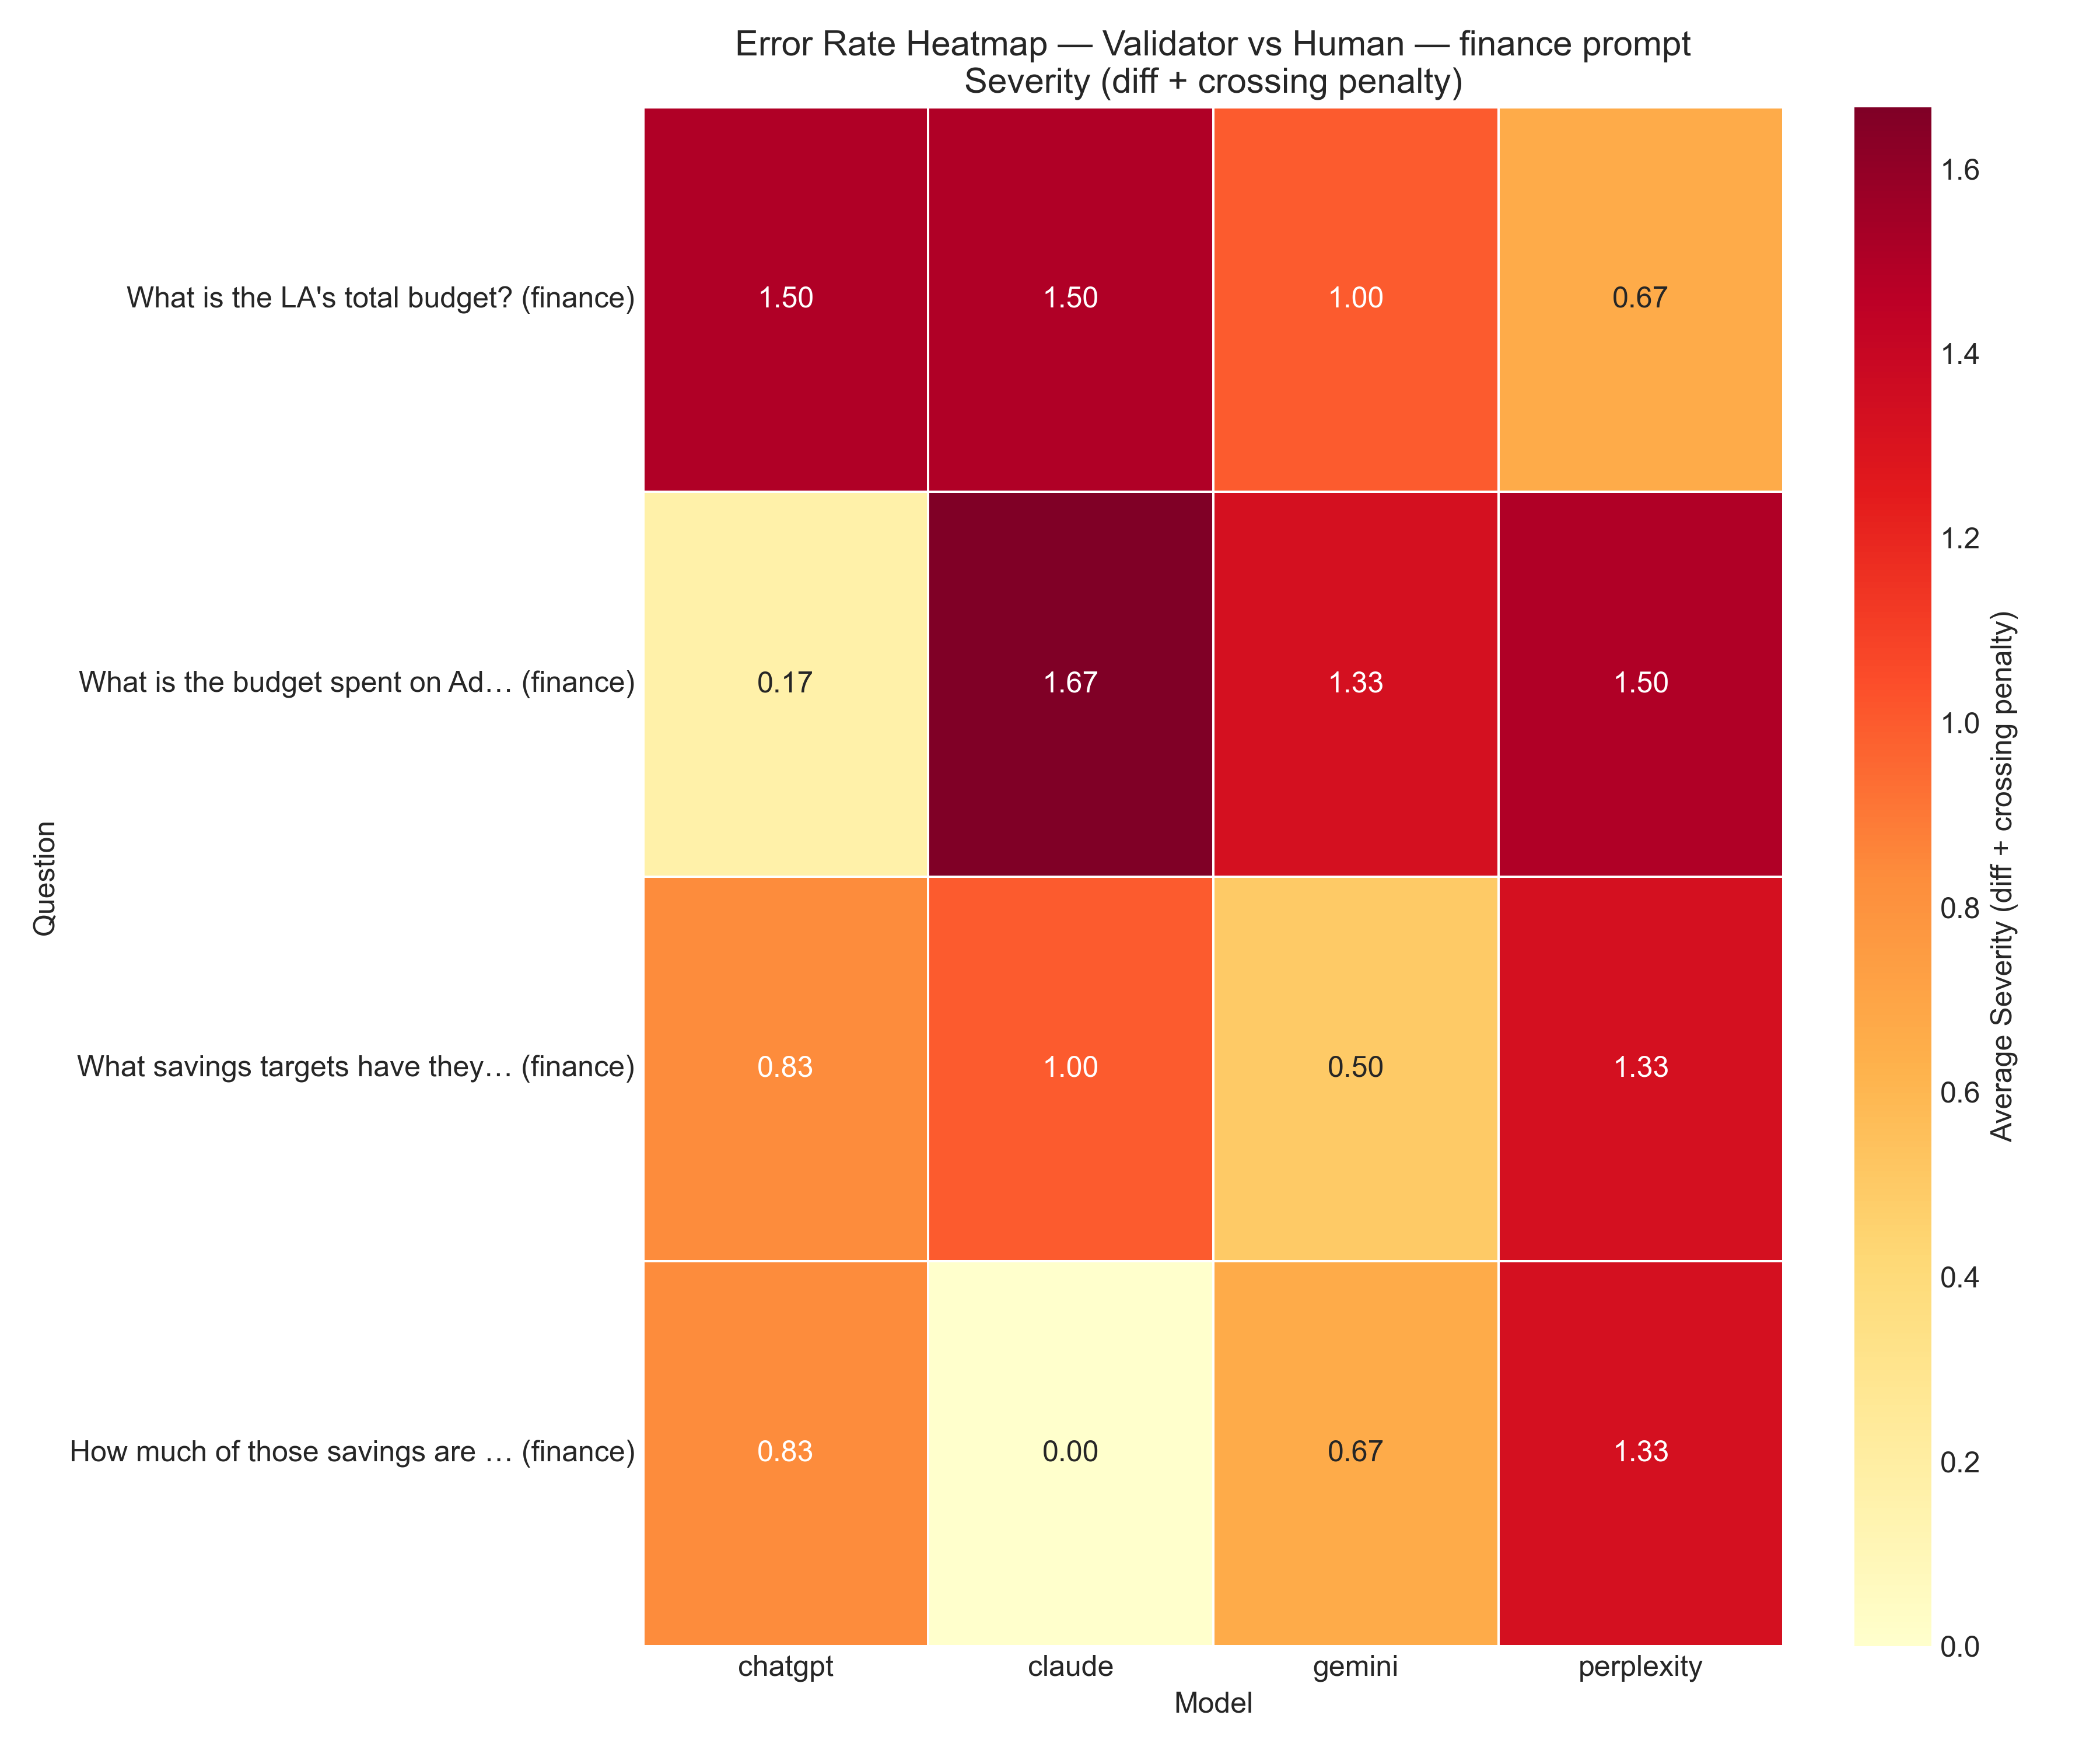 Error Rate Heatmap — Validator vs Human — finance prompt
Severity (diff + crossing penalty)
What is the LA's total budget? (finance)
1.50
1.50
1.00
0.67
What is the budget spent on Ad… (finance)
0.17
1.67
1.33
1.50
What savings targets have they… (finance)
0.83
1.00
0.50
1.33
How much of those savings are … (finance)
0.83
0.00
0.67
1.33
Question
chatgpt
claude
gemini
perplexity
Model
1.6
1.4
1.2
1.0
0.8
0.6
0.4
0.2
0.0
Average Severity (diff + crossing penalty)